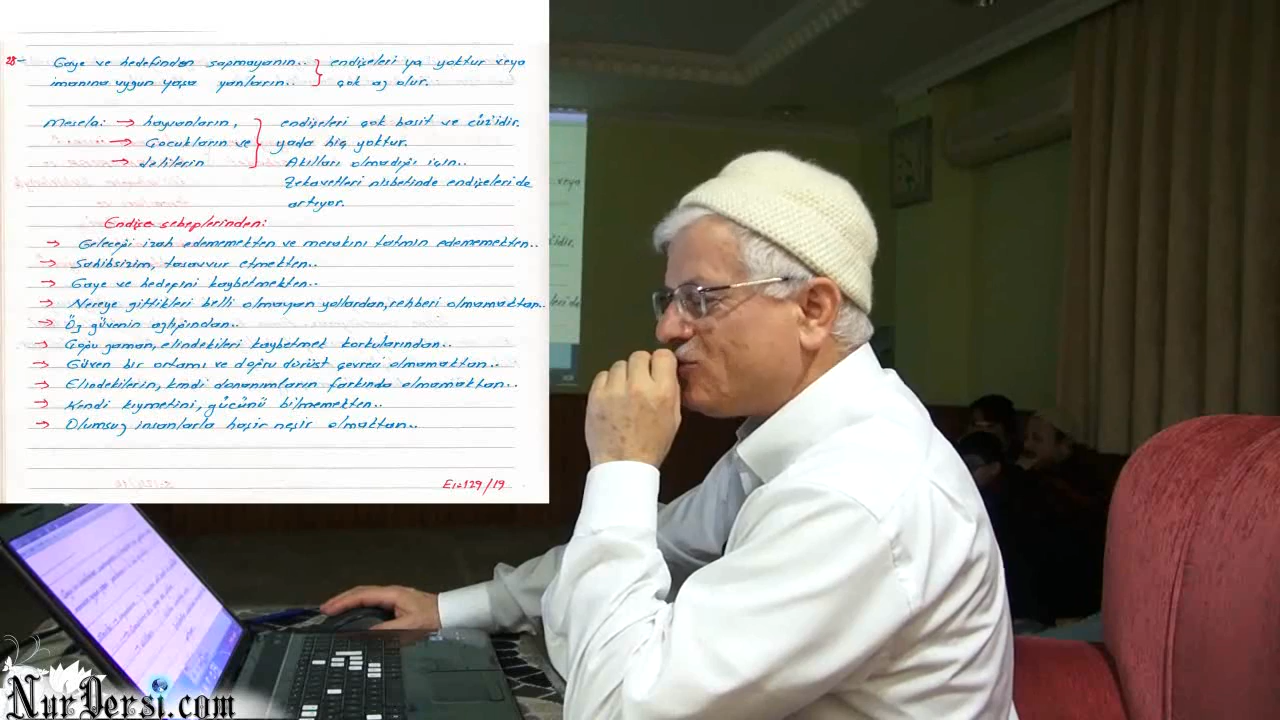 28- Gaye ve hedefinden sapmayanın.. } endişeleri ya yoktur veya
imanına uygun yaşa yanların.. } çok az olur.
Mesela: → hayvanların, } endişeleri çok basit ve cüz'idir.
→ Çocukların ve } yada hiç yoktur.
→ delilerin } Akılları olmadığı için..
Zekavetleri nisbetinde endişeleri de
artıyor.
Endişe sebeplerinden:
→ Geleceği izah edememekten ve merakını tatmin edememekten..
→ Sahibsizim, tasavvur etmekten..
→ Gaye ve hedefini kaybetmekten..
→ Nereye gittikleri belli olmayan yollardan, rehberi olmamaktan..
→ Öz güvenin azlığından..
→ Çoğu zaman, elindekileri kaybetmek korkularından..
→ Güven bir ortamı ve doğru dürüst çevresi olmamaktan..
→ Elindekilerin, kendi donanımların farkında olmamaktan..
→ Kendi kıymetini, gücünü bilmemekten..
→ Olumsuz insanlarla haşir neşir olmaktan..
E1:129/19
NurDersi.com